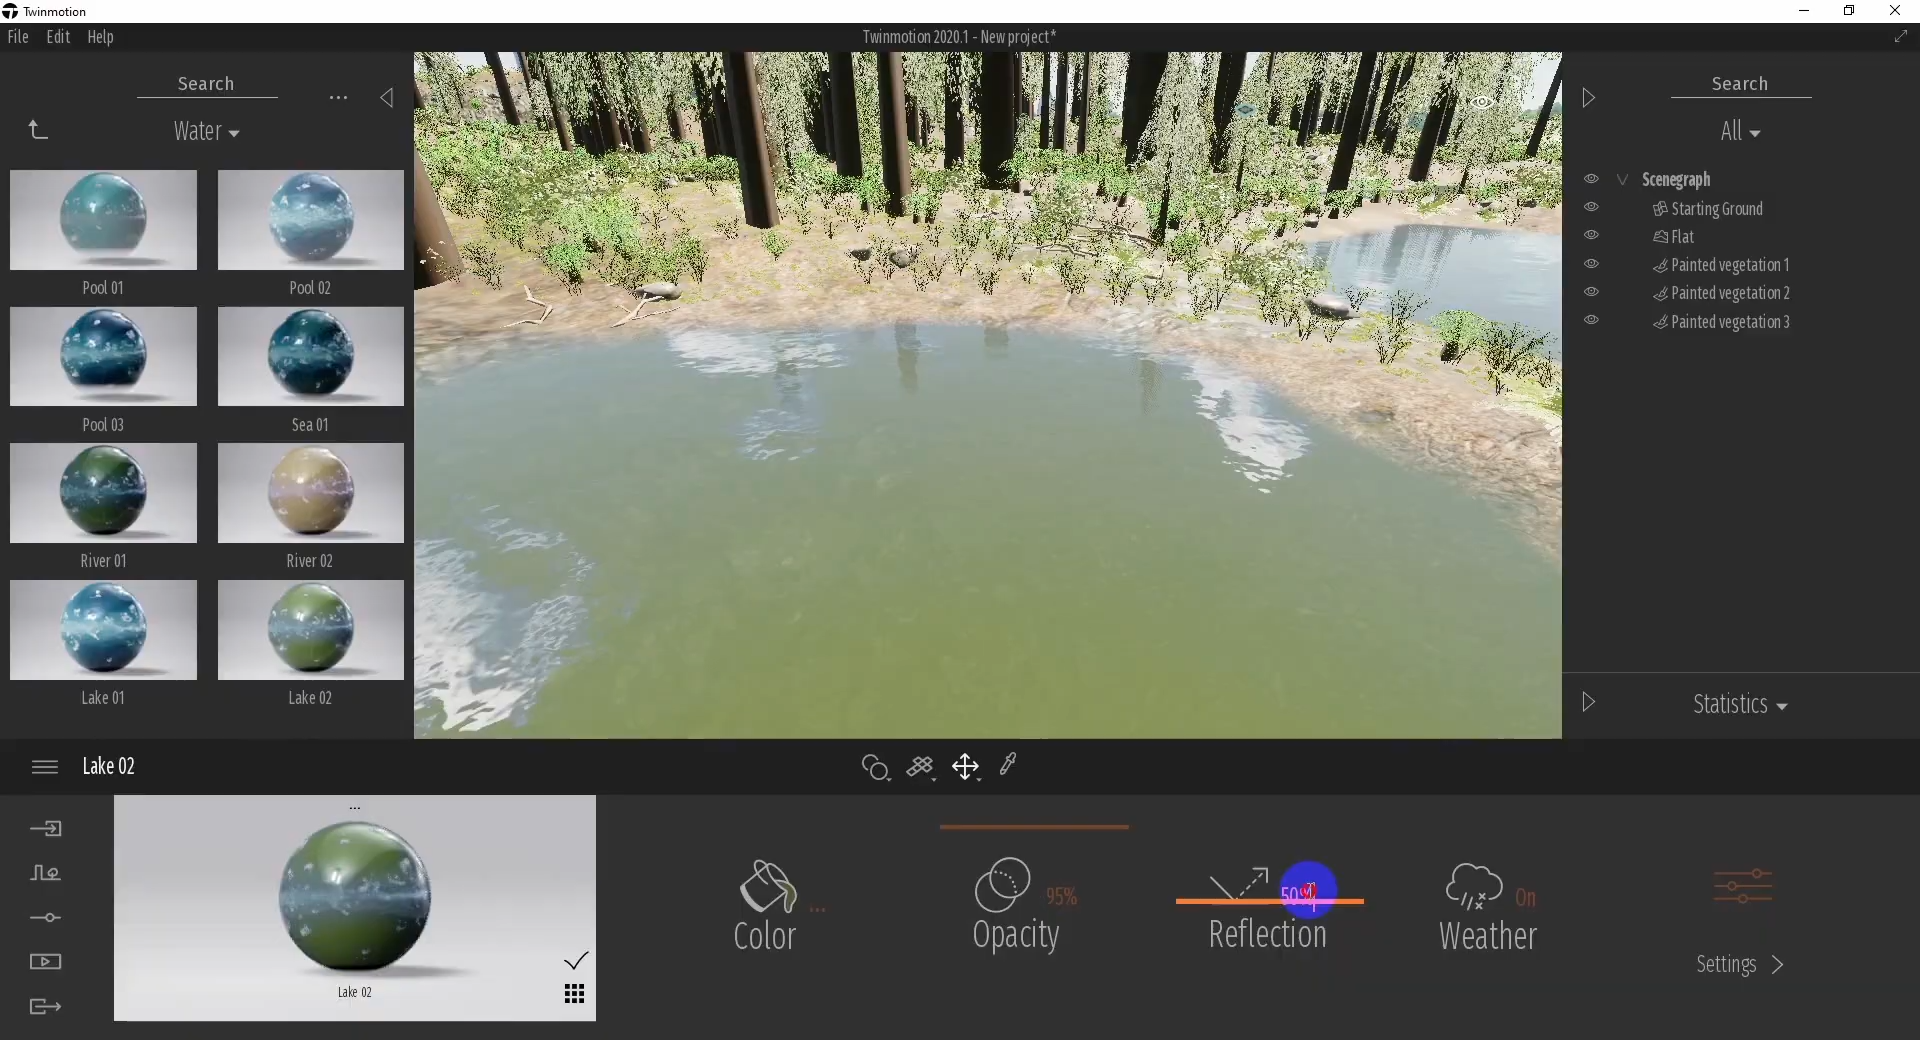 Twinmotion
File Edit Help
Twinmotion 2020.1 - New project*
Search
...
Water
Pool 01
Pool 02
Pool 03
Sea 01
River 01
River 02
Lake 01
Lake 02
Search
All
Scenegraph
Starting Ground
Flat
Painted vegetation 1
Painted vegetation 2
Painted vegetation 3
Statistics
Lake 02
...
Lake 02
...
Color
95%
Opacity
50%
Reflection
On
Weather
Settings